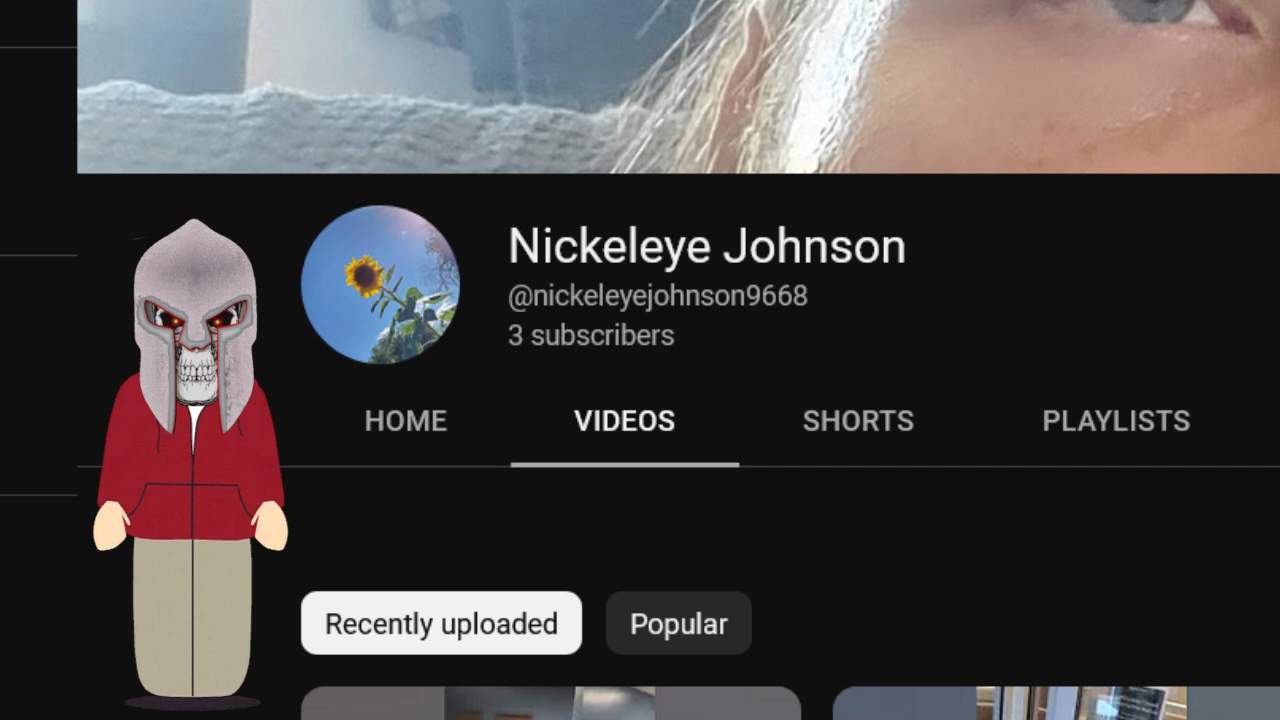 Nickeleye Johnson
@nickeleyejohnson9668
3 subscribers
HOME VIDEOS SHORTS PLAYLISTS
Recently uploaded Popular